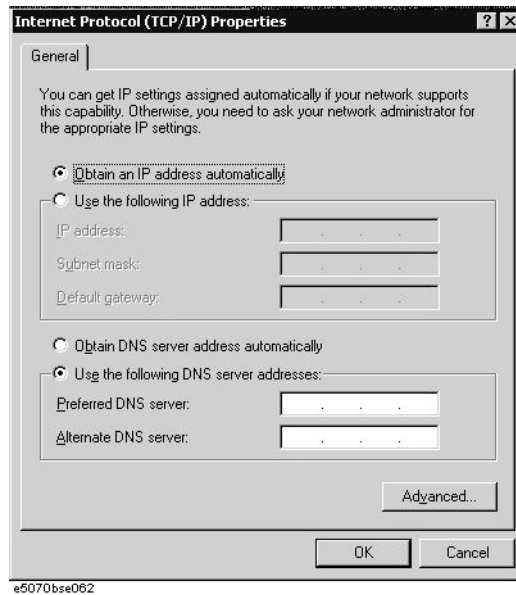 Internet Protocol (TCP/IP) Properties
General
You can get IP settings assigned automatically if your network supports
this capability. Otherwise, you need to ask your network administrator for
the appropriate IP settings.
Obtain an IP address automatically
Use the following IP address:
IP address:
Subnet mask:
Default gateway:
Obtain DNS server address automatically
Use the following DNS server addresses:
Preferred DNS server:
Alternate DNS server:
Advanced...
OK
Cancel
e5070bse062